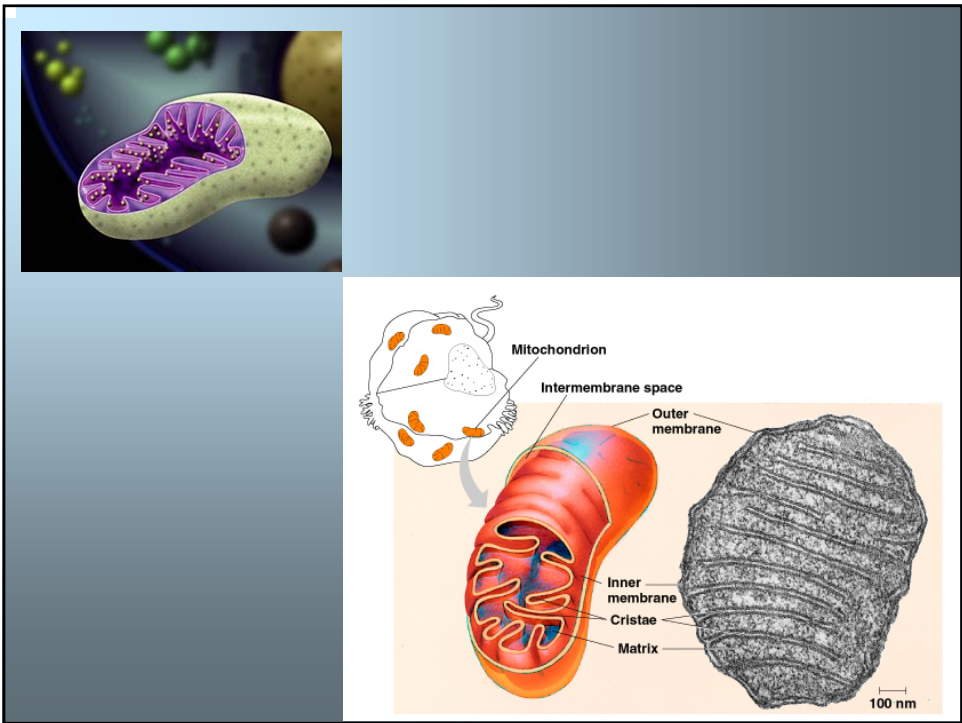 Mitochondrion
Intermembrane space
Outer
membrane
Inner
membrane
Cristae
Matrix
100 nm